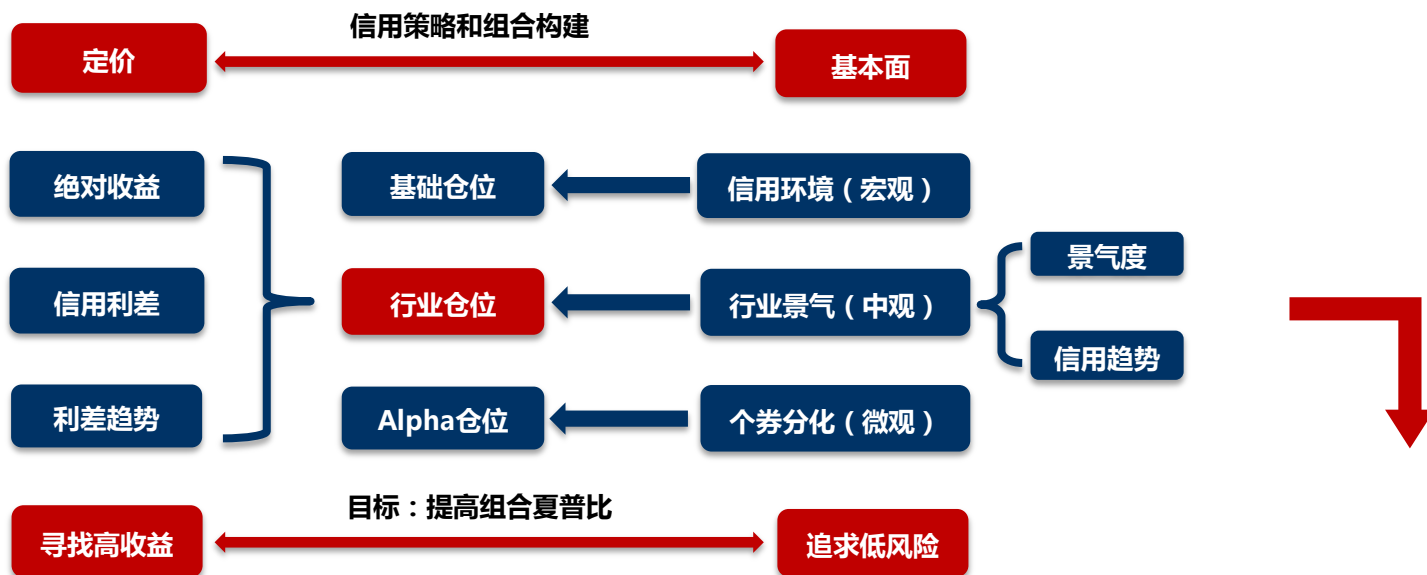 信用策略和组合构建
定价
基本面
绝对收益
基础仓位
信用环境（宏观）
景气度
信用利差
行业仓位
行业景气（中观）
信用趋势
利差趋势
Alpha仓位
个券分化（微观）
目标：提高组合夏普比
寻找高收益
追求低风险